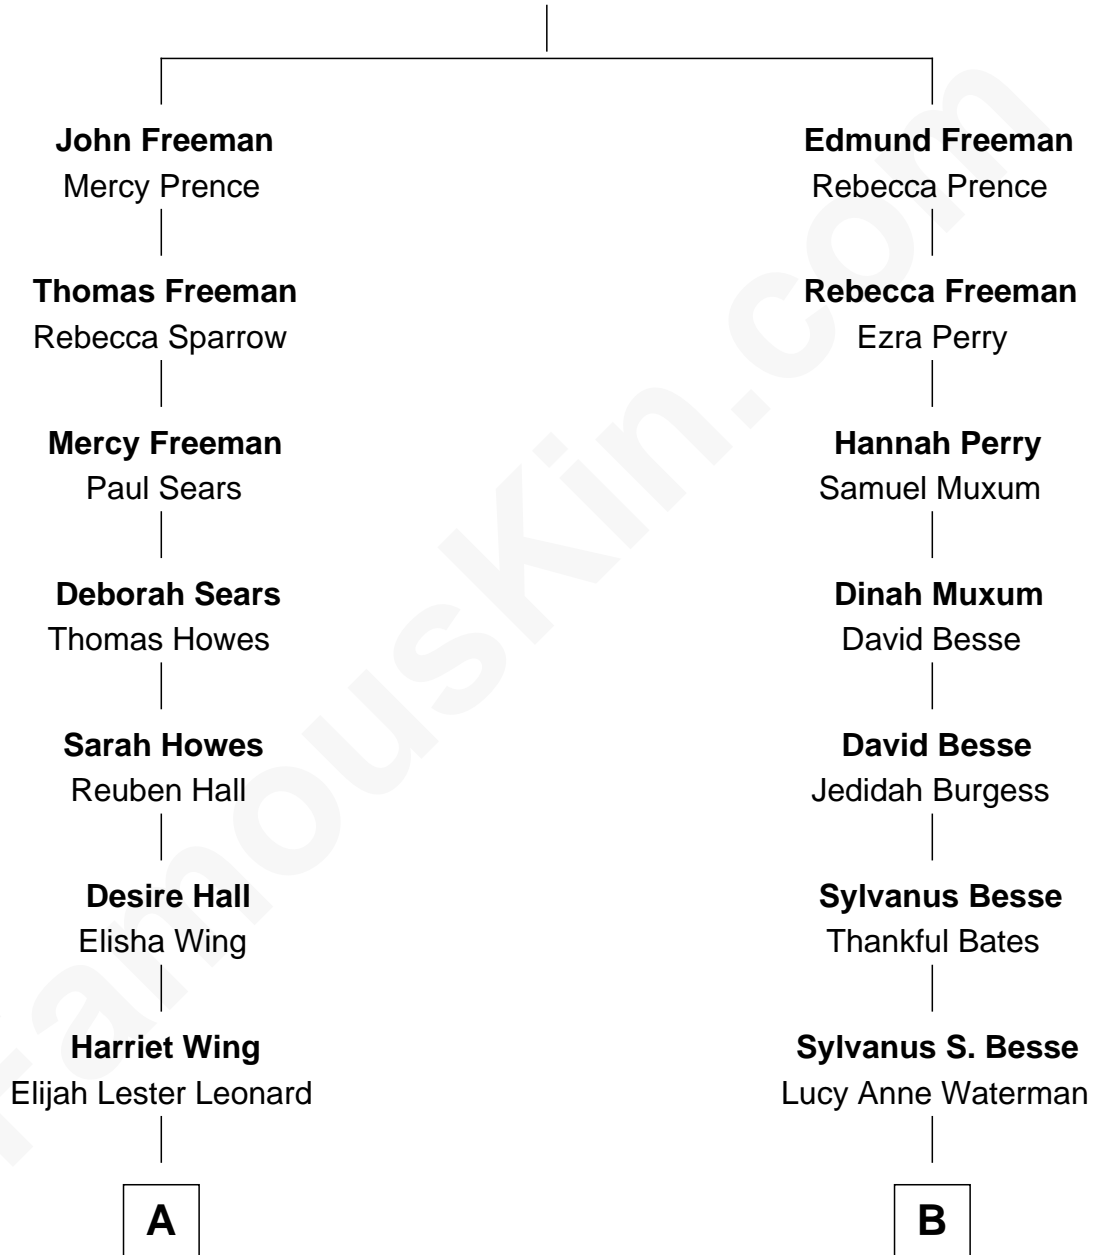 John Freeman
Mercy Prence
Thomas Freeman
Rebecca Sparrow
Mercy Freeman
Paul Sears
Deborah Sears
Thomas Howes
Sarah Howes
Reuben Hall
Desire Hall
Elisha Wing
Harriet Wing
Elijah Lester Leonard
A
Edmund Freeman
Rebecca Prence
Rebecca Freeman
Ezra Perry
Hannah Perry
Samuel Muxum
Dinah Muxum
David Besse
David Besse
Jedidah Burgess
Sylvanus Besse
Thankful Bates
Sylvanus S. Besse
Lucy Anne Waterman
B
FamousKin.com